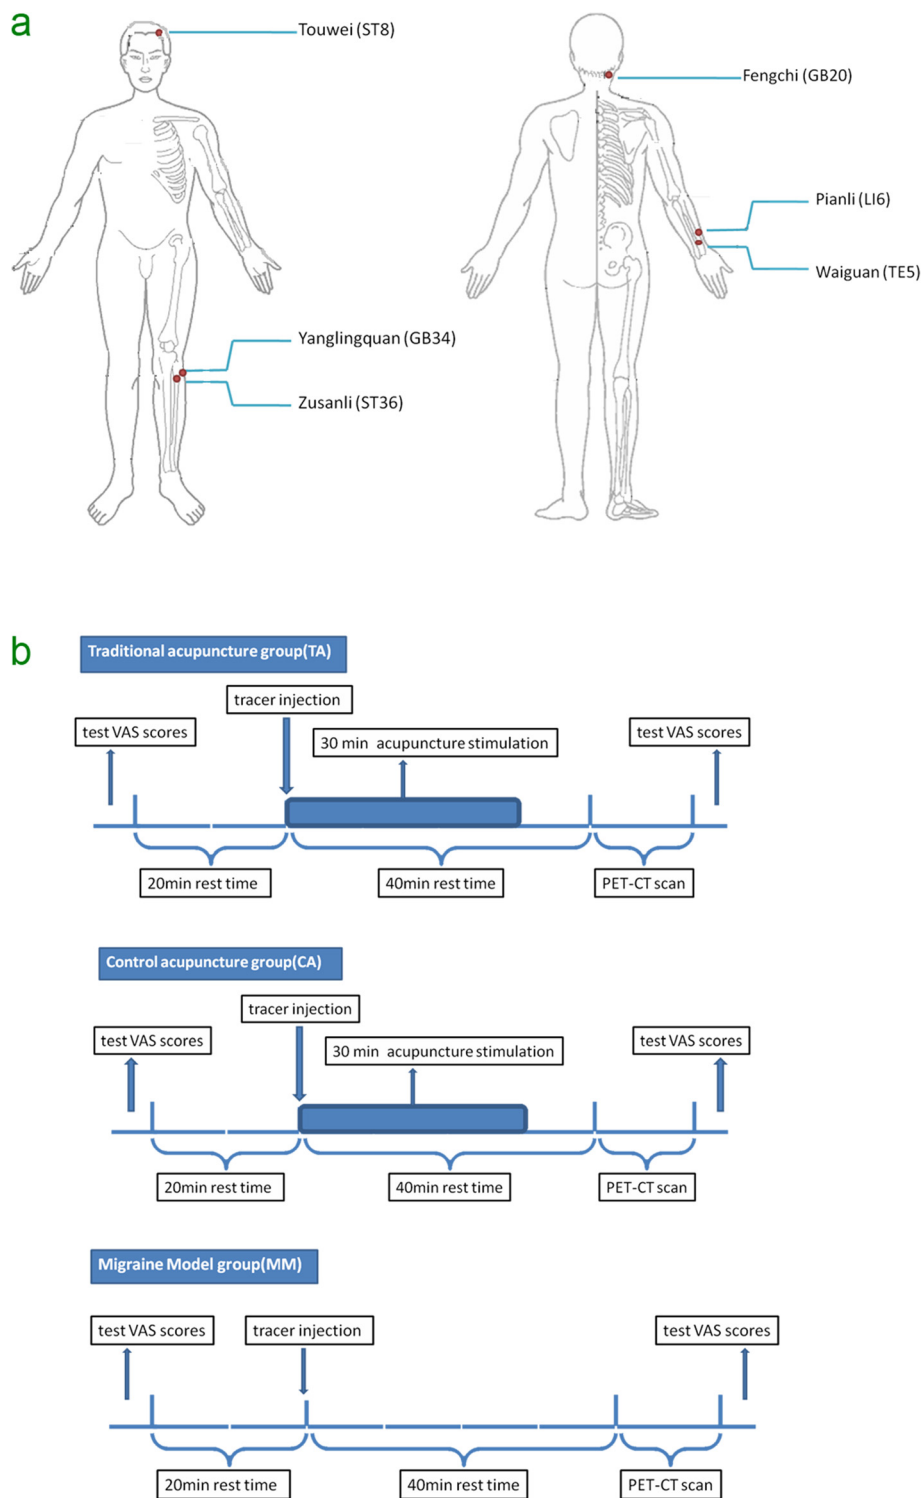 a
Touwei (ST8)
Fengchi (GB20)
Pianli (LI6)
Waiguan (TE5)
Yanglingquan (GB34)
Zusanli (ST36)
b
Traditional acupuncture group(TA)
tracer injection
test VAS scores
30 min acupuncture stimulation
test VAS scores
20min rest time
40min rest time
PET-CT scan
Control acupuncture group(CA)
tracer injection
test VAS scores
30 min acupuncture stimulation
test VAS scores
20min rest time
40min rest time
PET-CT scan
Migraine Model group(MM)
test VAS scores
tracer injection
test VAS scores
20min rest time
40min rest time
PET-CT scan